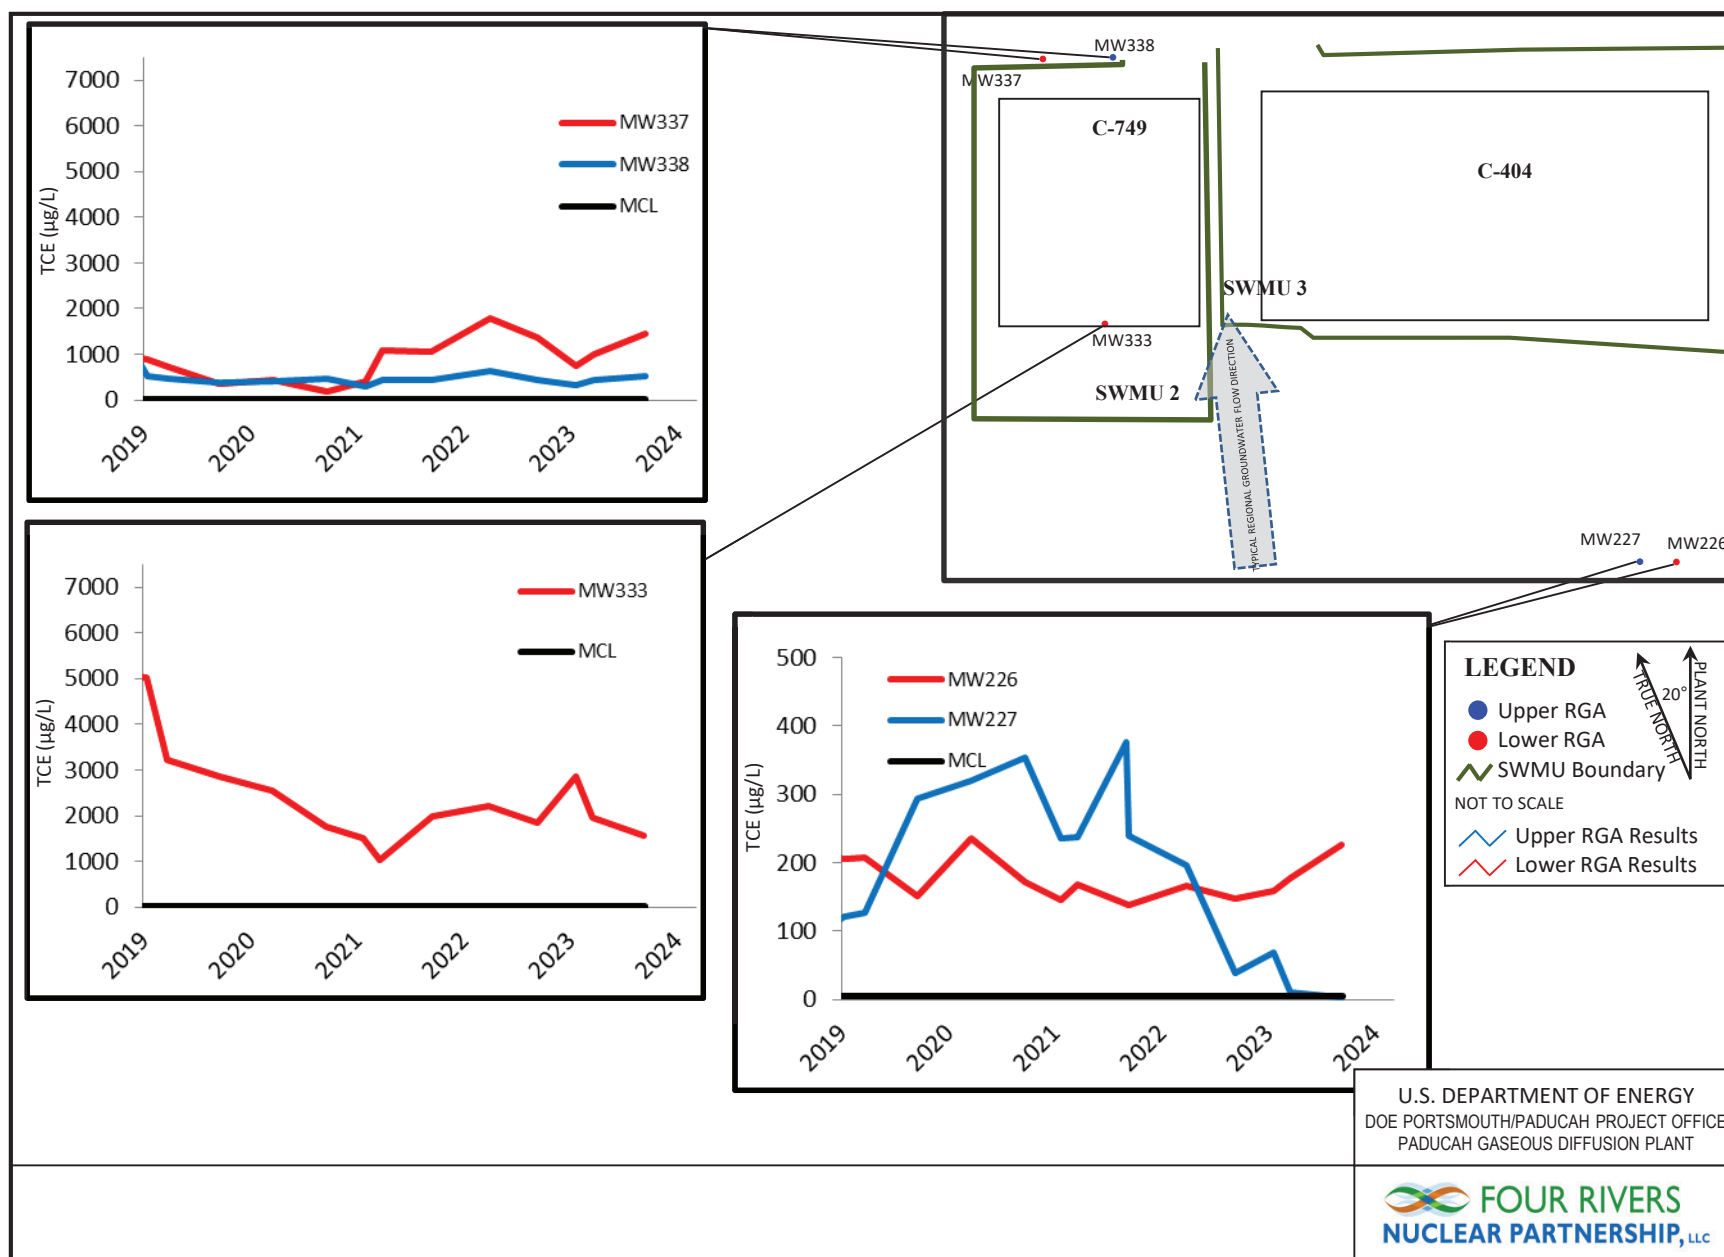 7000
6000
5000
4000
3000
2000
1000
0
TCE (µg/L)
MW337
MW338
MCL
2019
2020
2021
2022
2023
2024
MW338
MW337
C-749
C-404
SWMU 3
MW333
SWMU 2
TYPICAL REGIONAL GROUNDWATER FLOW DIRECTION
MW227
MW226
7000
6000
5000
4000
3000
2000
1000
0
TCE (µg/L)
MW333
MCL
2019
2020
2021
2022
2023
2024
500
400
300
200
100
0
TCE (µg/L)
MW226
MW227
MCL
2019
2020
2021
2022
2023
2024
LEGEND
Upper RGA
Lower RGA
SWMU Boundary
NOT TO SCALE
Upper RGA Results
Lower RGA Results
TRUE NORTH
20°
PLANT NORTH
U.S. DEPARTMENT OF ENERGY
DOE PORTSMOUTH/PADUCAH PROJECT OFFICE
PADUCAH GASEOUS DIFFUSION PLANT
FOUR RIVERS
NUCLEAR PARTNERSHIP, LLC